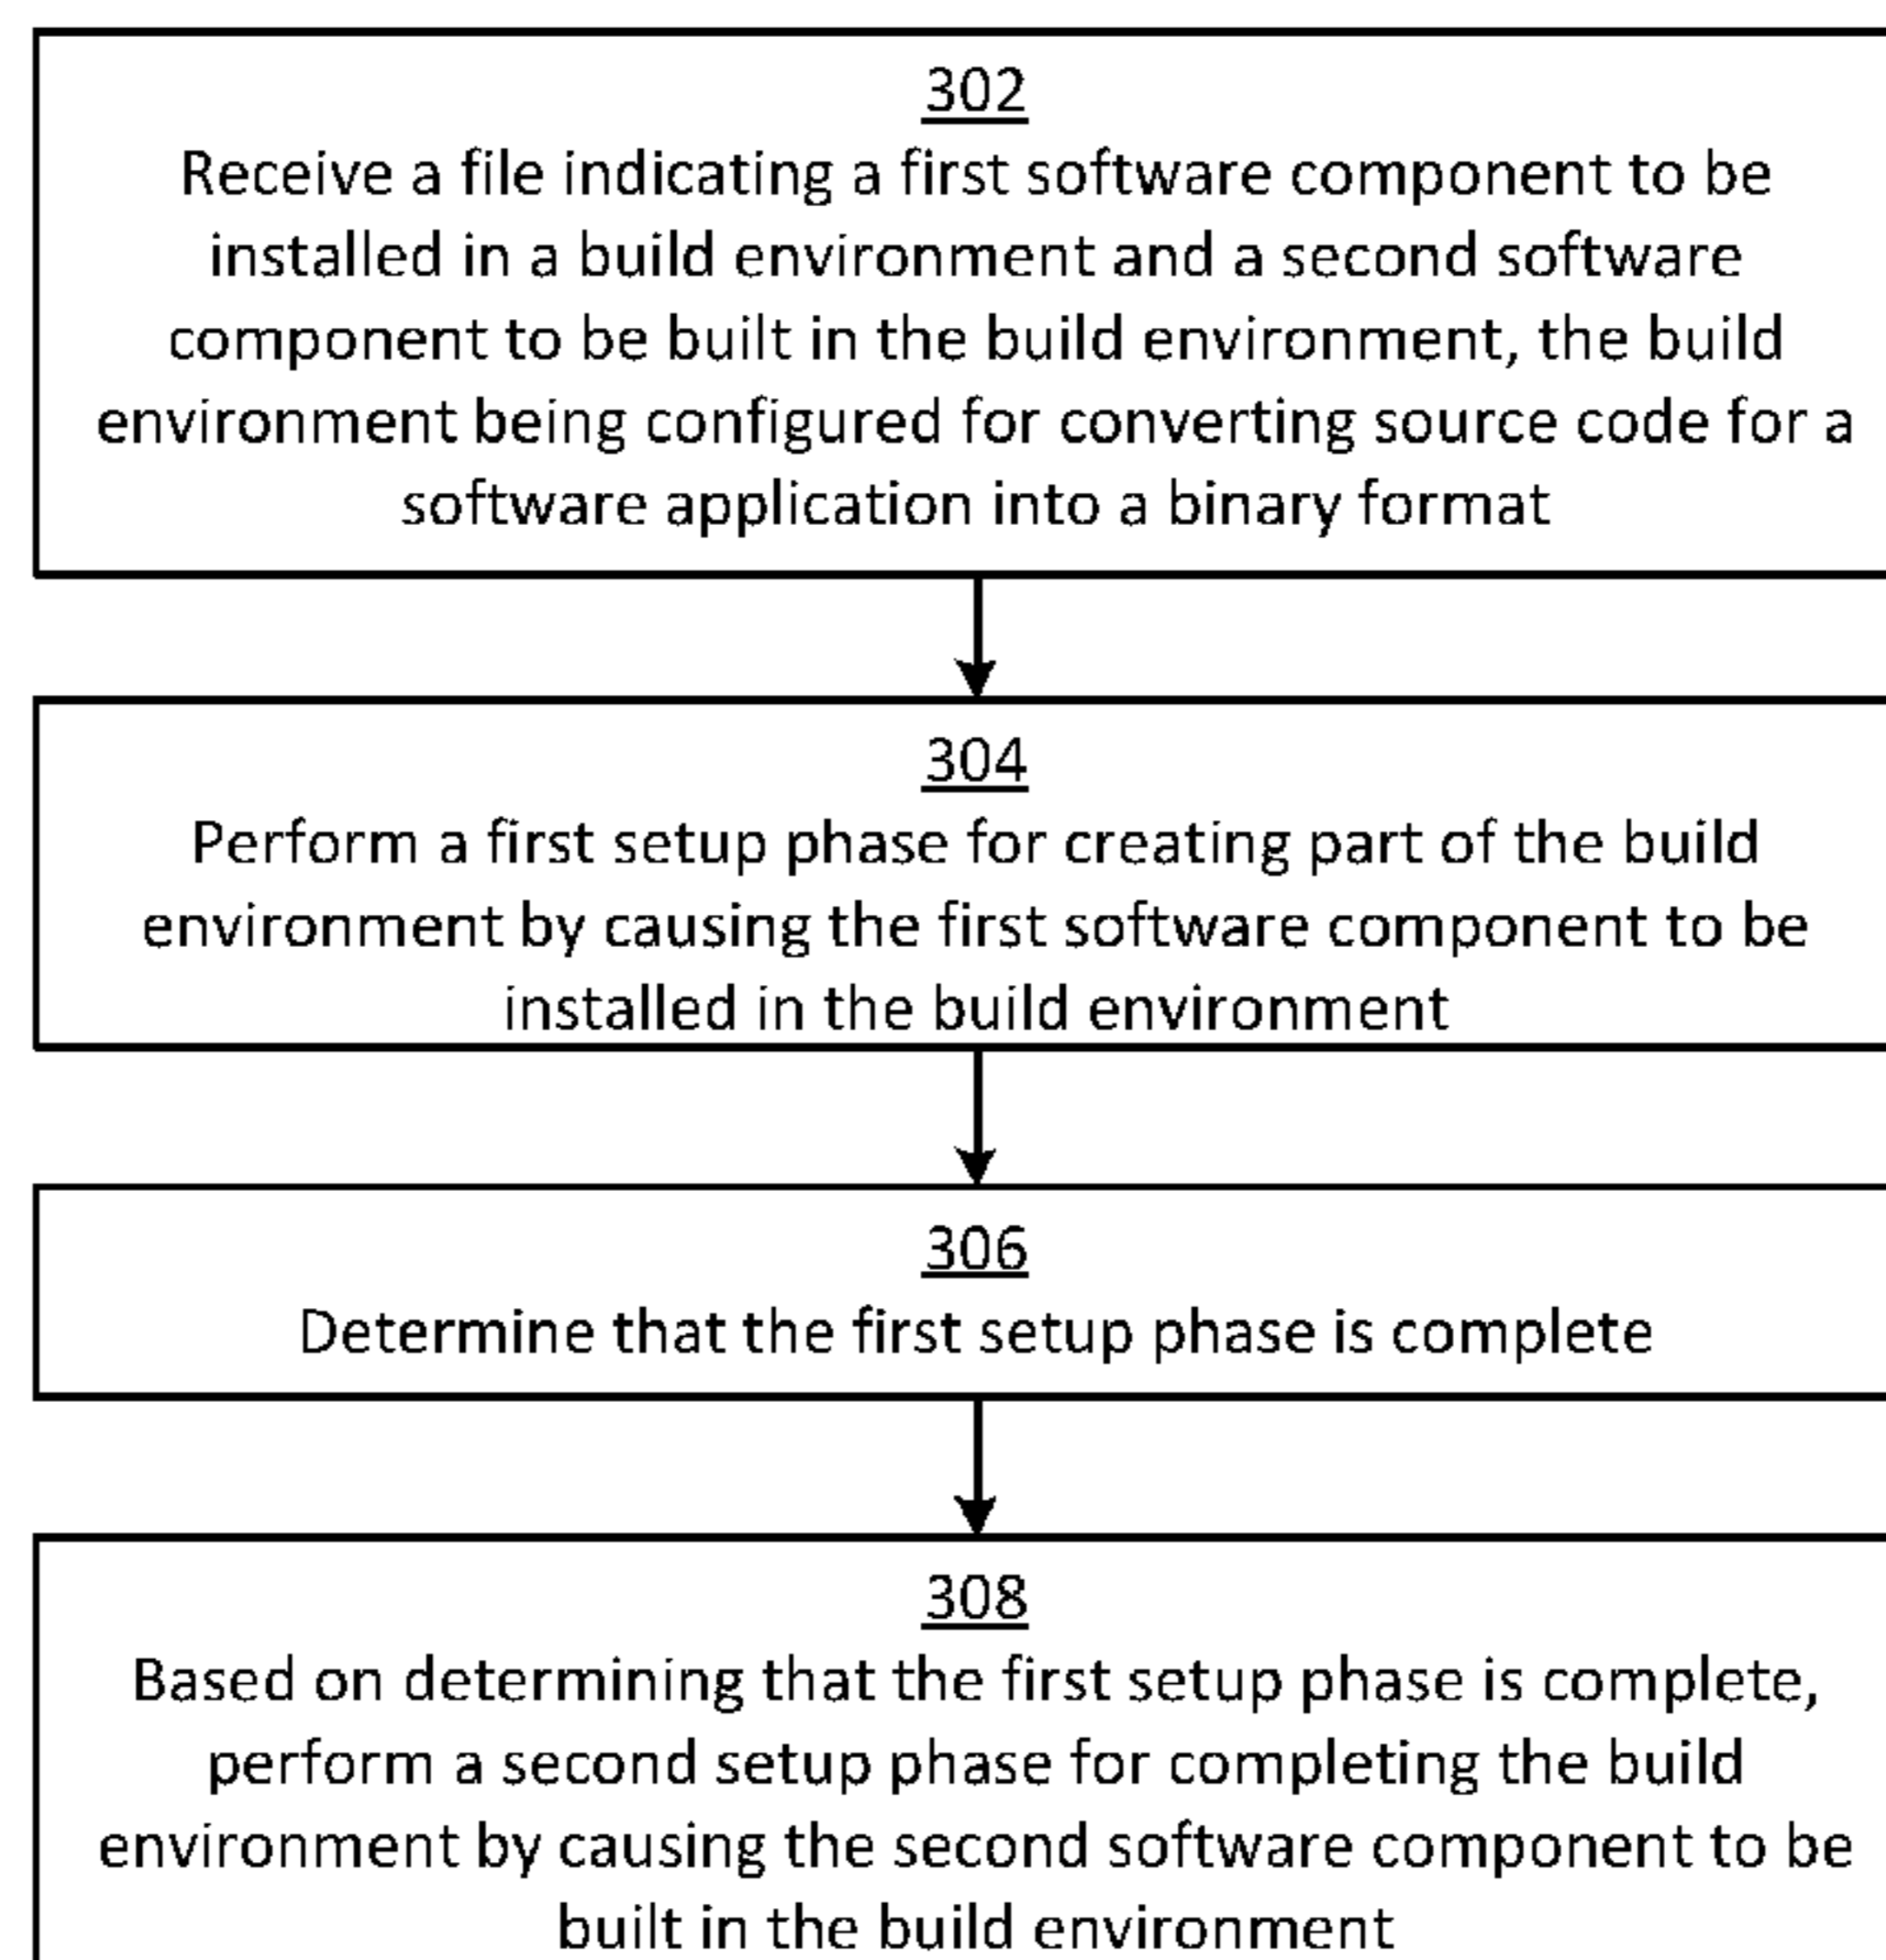 302
Receive a file indicating a first software component to be
installed in a build environment and a second software
component to be built in the build environment, the build
environment being configured for converting source code for a
software application into a binary format
304
Perform a first setup phase for creating part of the build
environment by causing the first software component to be
installed in the build environment
306
Determine that the first setup phase is complete
308
Based on determining that the first setup phase is complete,
perform a second setup phase for completing the build
environment by causing the second software component to be
built in the build environment